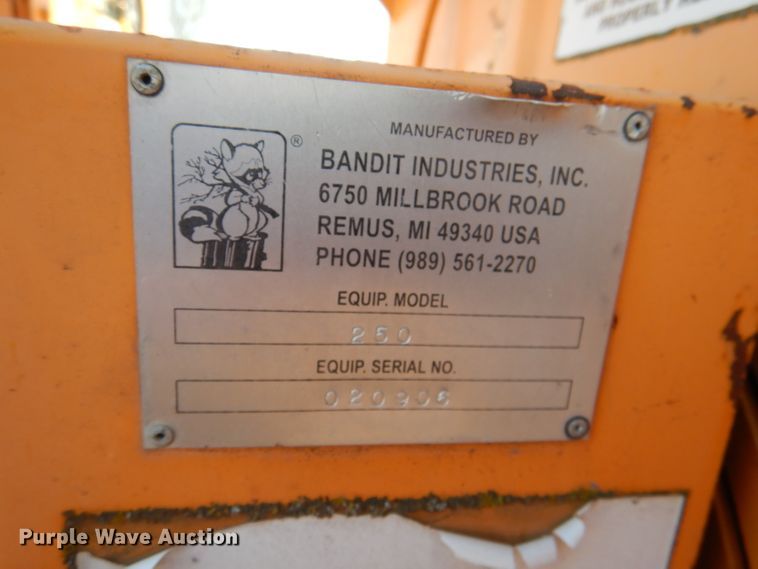 PROPERLY
MANUFACTURED BY
®
BANDIT INDUSTRIES, INC.
6750 MILLBROOK ROAD
REMUS, MI 49340 USA
PHONE (989) 561-2270
EQUIP. MODEL
250
EQUIP. SERIAL NO.
020906
Purple Wave Auction®